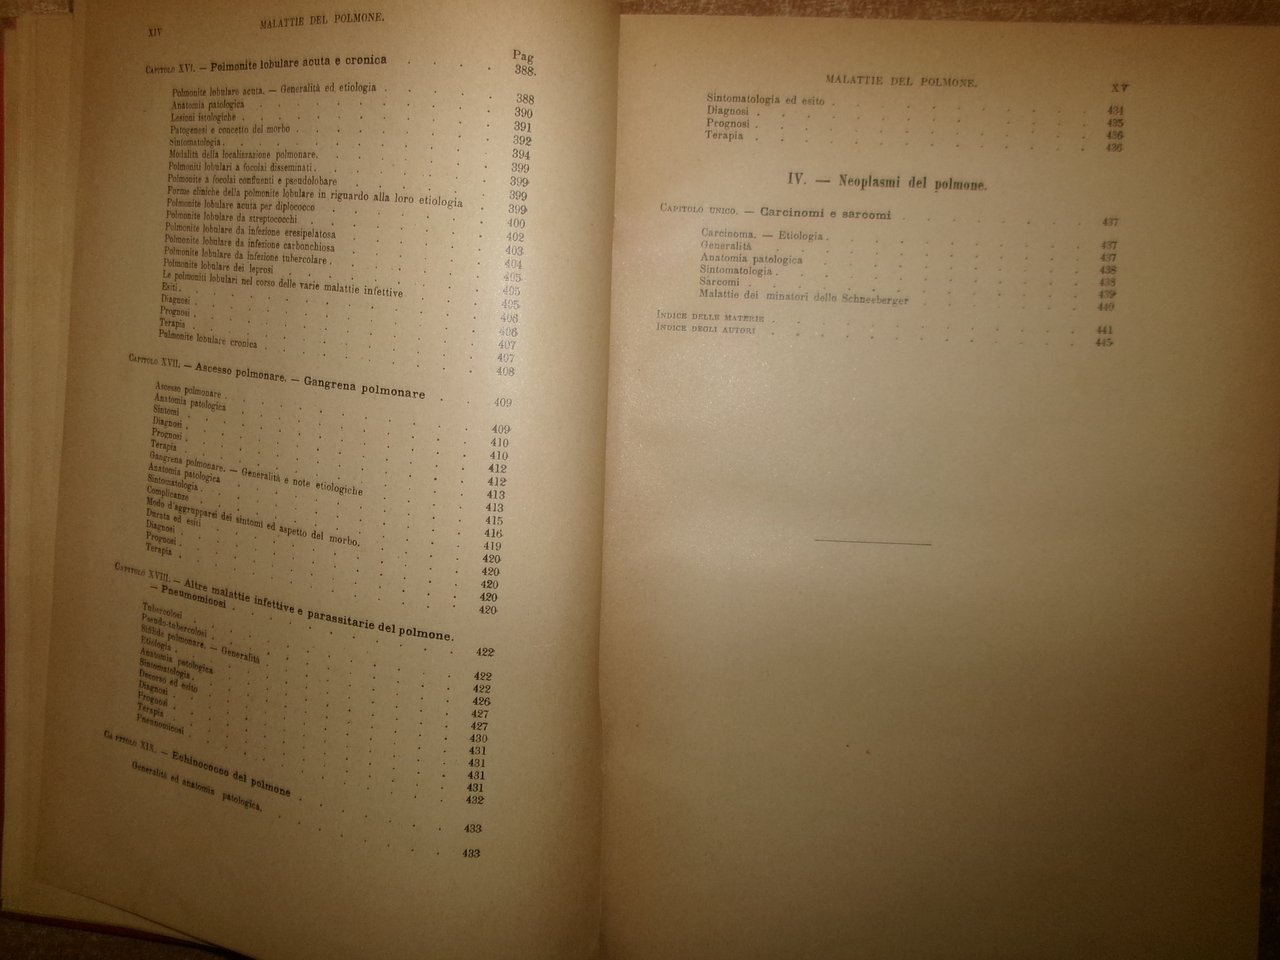 XIV MALATTIE DEL POLMONE.
Pag
CAPITOLO XVI. — Polmonite lobulare acuta e cronica . . . . 388.
Polmonite lobulare acuta. — Generalità ed etiologia . . . . 388
Anatomia patologica . . . . 390
Lesioni istologiche . . . . 391
Patogenesi e concetto del morbo . . . . 392
Sintomatologia . . . . 394
Modalità della localizzazione polmonare. . . . 399
Polmoniti lobulari a focolai disseminati . . . . 399
Polmonite a focolai confluenti e pseudolobare . . . . 399
Forme cliniche della polmonite lobulare in riguardo alla loro etiologia . 399
Polmonite lobulare acuta per diplococco . . . . 400
Polmonite lobulare da streptococchi . . . . 402
Polmonite lobulare da infezione eresipelatosa . . . . 403
Polmonite lobulare da infezione carbonchiosa . . . . 404
Polmonite lobulare da infezione tubercolare . . . . 405
Polmonite lobulare dei leprosi . . . . 405
Le polmoniti lobulari nel corso delle varie malattie infettive . . . . 405
Esiti . . . . 406
Diagnosi . . . . 406
Prognosi . . . . 407
Terapia . . . . 407
Polmonite lobulare cronica . . . . 408
CAPITOLO XVII. — Ascesso polmonare. — Gangrena polmonare . . 409
Ascesso polmonare . . . . 409
Anatomia patologica . . . . 410
Sintomi . . . . 410
Diagnosi . . . . 412
Prognosi . . . . 412
Terapia . . . . 413
Gangrena polmonare. — Generalità e note etiologiche . . . . 413
Anatomia patologica . . . . 415
Sintomatologia . . . . 416
Complicanze . . . . 419
Modo d'aggrupparsi dei sintomi ed aspetto del morbo. . . . 420
Durata ed esiti . . . . 420
Diagnosi . . . . 420
Prognosi . . . . 420
Terapia . . . . 420
CAPITOLO XVIII. — Altre malattie infettive e parassitarie del polmone.
— Pneumomicosi . . . . 422
Tubercolosi . . . . 422
Pseudo-tubercolosi . . . . 422
Sifilide polmonare. — Generalità . . . . 426
Etiologia . . . . 427
Anatomia patologica . . . . 427
Sintomatologia . . . . 430
Decorso ed esito . . . . 431
Diagnosi . . . . 431
Prognosi . . . . 431
Terapia . . . . 431
Pneumomicosi . . . . 432
CAPITOLO XIX. — Echinococco del polmone . . . . 433
Generalità ed anatomia patologica. . . . 433
MALATTIE DEL POLMONE. XV
Sintomatologia ed esito . . . . 434
Diagnosi . . . . 435
Prognosi . . . . 436
Terapia . . . . 436
IV. — Neoplasmi del polmone.
CAPITOLO UNICO. — Carcinomi e sarcomi . . . . 437
Carcinoma. — Etiologia . . . . 437
Generalità . . . . 437
Anatomia patologica . . . . 438
Sintomatologia . . . . 438
Sarcomi . . . . 439
Malattie dei minatori dello Schneeberger . . . . 440
INDICE DELLE MATERIE . . . . 441
INDICE DEGLI AUTORI . . . . 445